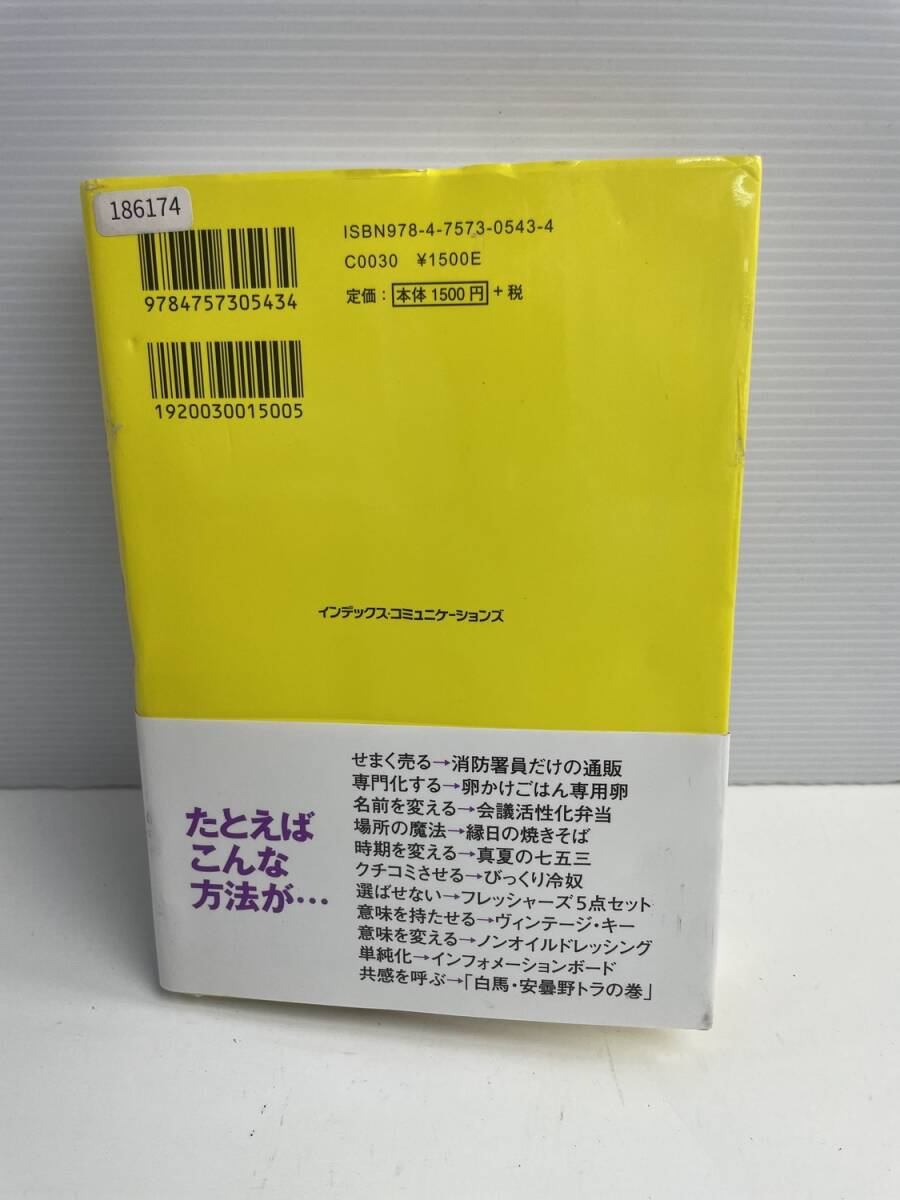 186174
ISBN978-4-7573-0543-4
C0030 ¥1500E
定価：本体1500円＋税
9784757305434
1920030015005
インデックス・コミュニケーションズ
たとえば
こんな
方法が…
せまく売る→消防署員だけの通販
専門化する→卵かけごはん専用卵
名前を変える→会議活性化弁当
場所の魔法→縁日の焼きそば
時期を変える→真夏の七五三
クチコミさせる→びっくり冷奴
選ばせない→フレッシャーズ5点セット
意味を持たせる→ヴィンテージ・キー
意味を変える→ノンオイルドレッシング
単純化→インフォメーションボード
共感を呼ぶ→「白馬・安曇野トラの巻」